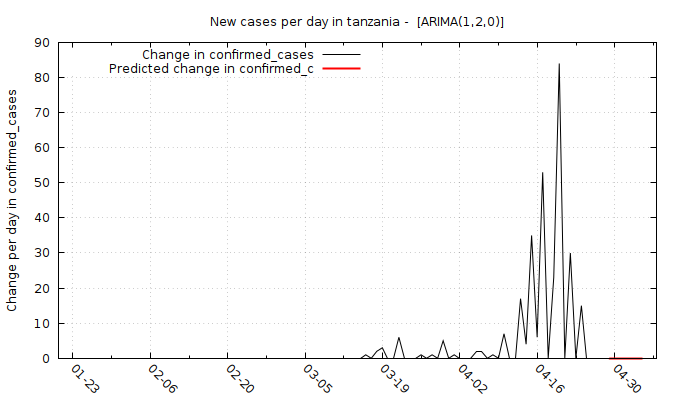 New cases per day in tanzania -  [ARIMA(1,2,0)]
Change in confirmed_cases
Predicted change in confirmed_c
Change per day in confirmed_cases
90
80
70
60
50
40
30
20
10
0
01-23 02-06 02-20 03-05 03-19 04-02 04-16 04-30